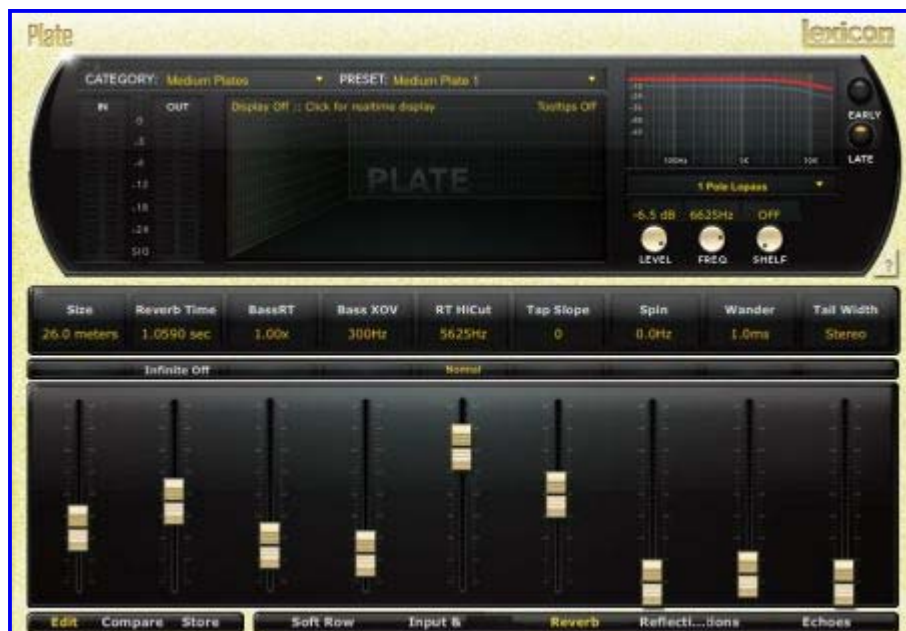 Plate
lexicon
CATEGORY: Medium Plates PRESET: Medium Plate 1
IN OUT
Display Off :: Click for realtime display Tooltips Off
PLATE
EARLY
LATE
100Hz 1K 10K
1 Pole Lopass
-6.5 dB 6625Hz OFF
LEVEL FREQ SHELF
?
-6
-12
-18
-24
SIG
Size Reverb Time BassRT Bass XOV RT HiCut Tap Slope Spin Wander Tail Width
26.0 meters 1.0590 sec 1.00x 300Hz 5625Hz 0 0.0Hz 1.0ms Stereo
Infinite Off Normal
Edit Compare Store Soft Row Input & Reverb Reflecti...tions Echoes